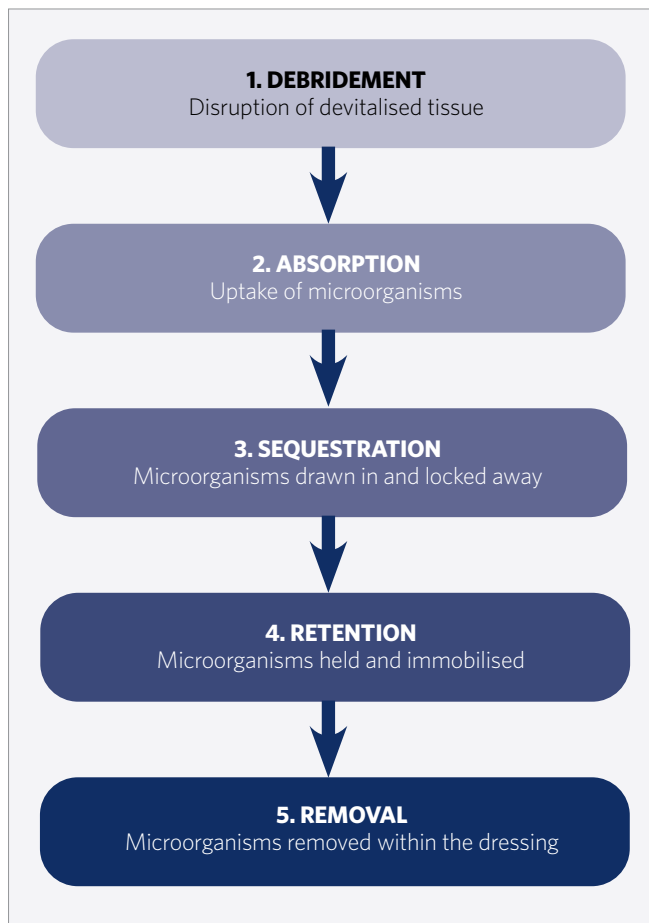 1. DEBRIDEMENT
Disruption of devitalised tissue
2. ABSORPTION
Uptake of microorganisms
3. SEQUESTRATION
Microorganisms drawn in and locked away
4. RETENTION
Microorganisms held and immobilised
5. REMOVAL
Microorganisms removed within the dressing